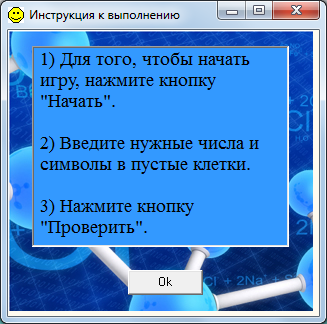 Инструкция к выполнению
1) Для того, чтобы начать
игру, нажмите кнопку
"Начать".
2) Введите нужные числа и
символы в пустые клетки.
3) Нажмите кнопку
"Проверить".
Ok